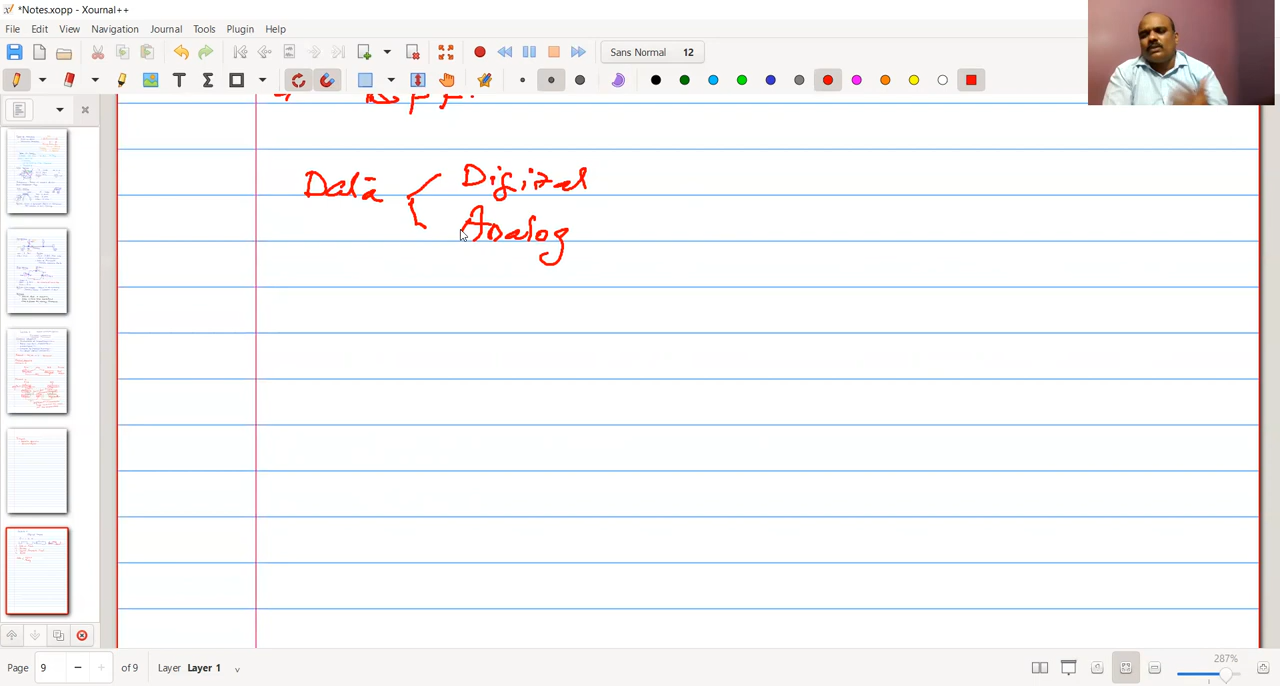 *Notes.xopp - Xournal++
File Edit View Navigation Journal Tools Plugin Help
Sans Normal 12
Data
Digital
Analog
Page 9 of 9 Layer Layer 1
287%